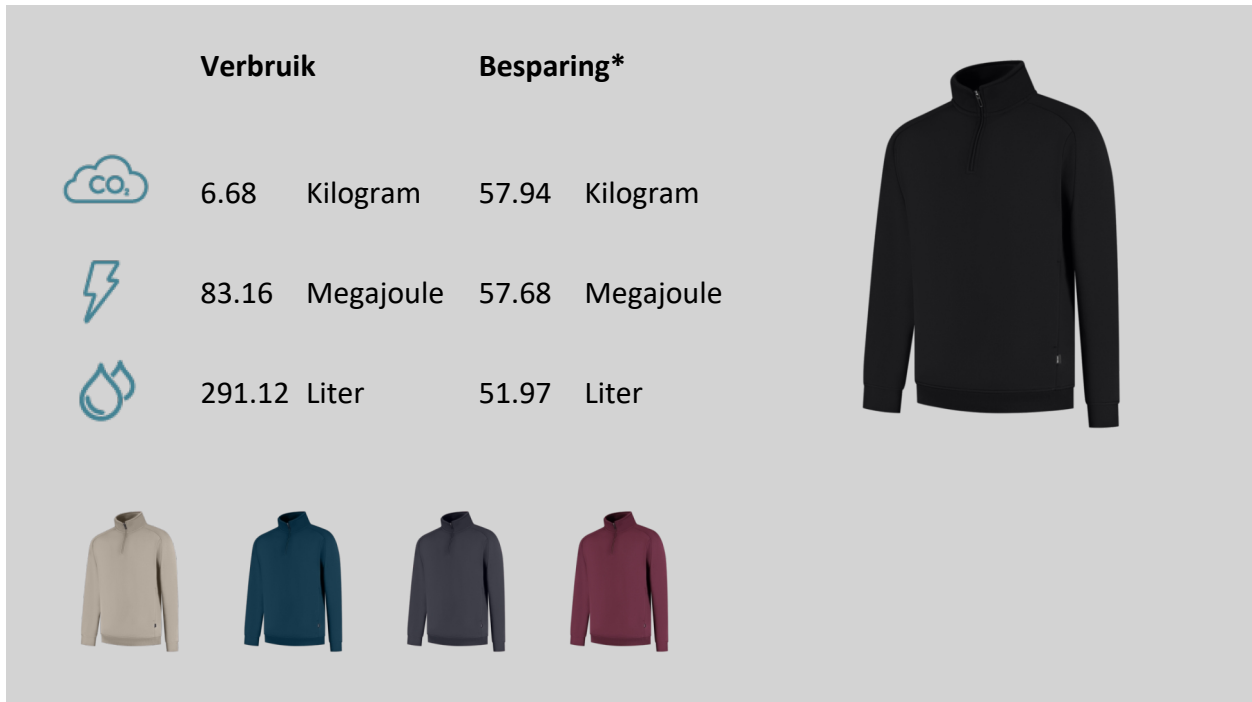 Verbruik Besparing*
CO₂
6.68 Kilogram 57.94 Kilogram
83.16 Megajoule 57.68 Megajoule
291.12 Liter 51.97 Liter